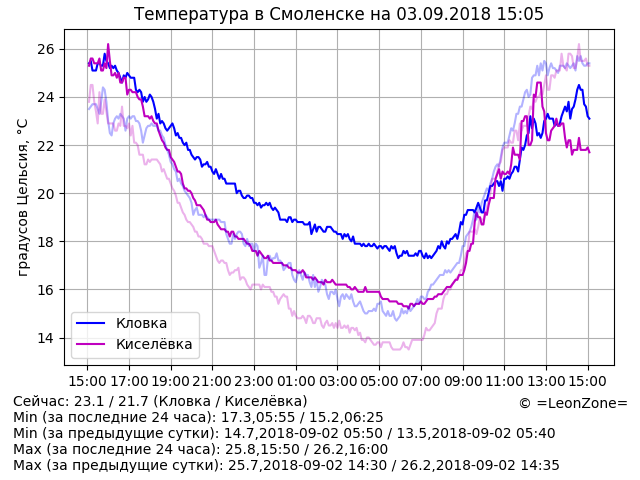 Температура в Смоленске на 03.09.2018 15:05
градусов Цельсия, °C
26
24
22
20
18
16
14
Кловка
Киселёвка
15:00 17:00 19:00 21:00 23:00 01:00 03:00 05:00 07:00 09:00 11:00 13:00 15:00
Сейчас: 23.1 / 21.7 (Кловка / Киселёвка)
© =LeonZone=
Min (за последние 24 часа): 17.3,05:55 / 15.2,06:25
Min (за предыдущие сутки): 14.7,2018-09-02 05:50 / 13.5,2018-09-02 05:40
Max (за последние 24 часа): 25.8,15:50 / 26.2,16:00
Max (за предыдущие сутки): 25.7,2018-09-02 14:30 / 26.2,2018-09-02 14:35